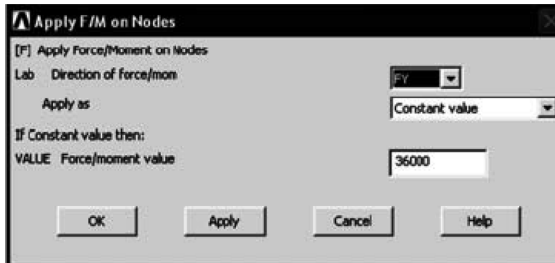 Apply F/M on Nodes
[F] Apply Force/Moment on Nodes
Lab Direction of force/mom FY
Apply as Constant value
If Constant value then:
VALUE Force/moment value 36000
OK Apply Cancel Help